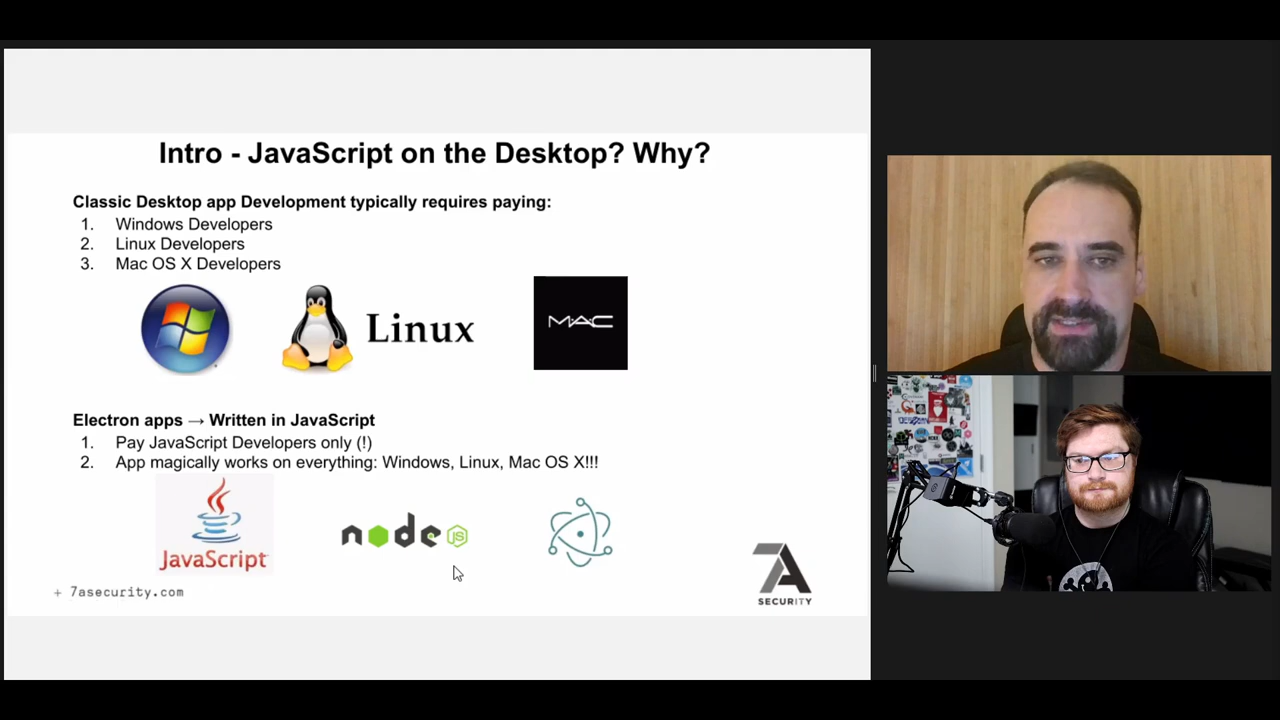 Intro - JavaScript on the Desktop? Why?
Classic Desktop app Development typically requires paying:
1. Windows Developers
2. Linux Developers
3. Mac OS X Developers
Linux
MAC
Electron apps → Written in JavaScript
1. Pay JavaScript Developers only (!)
2. App magically works on everything: Windows, Linux, Mac OS X!!!
JavaScript
node
JS
7A
SECURITY
+ 7asecurity.com